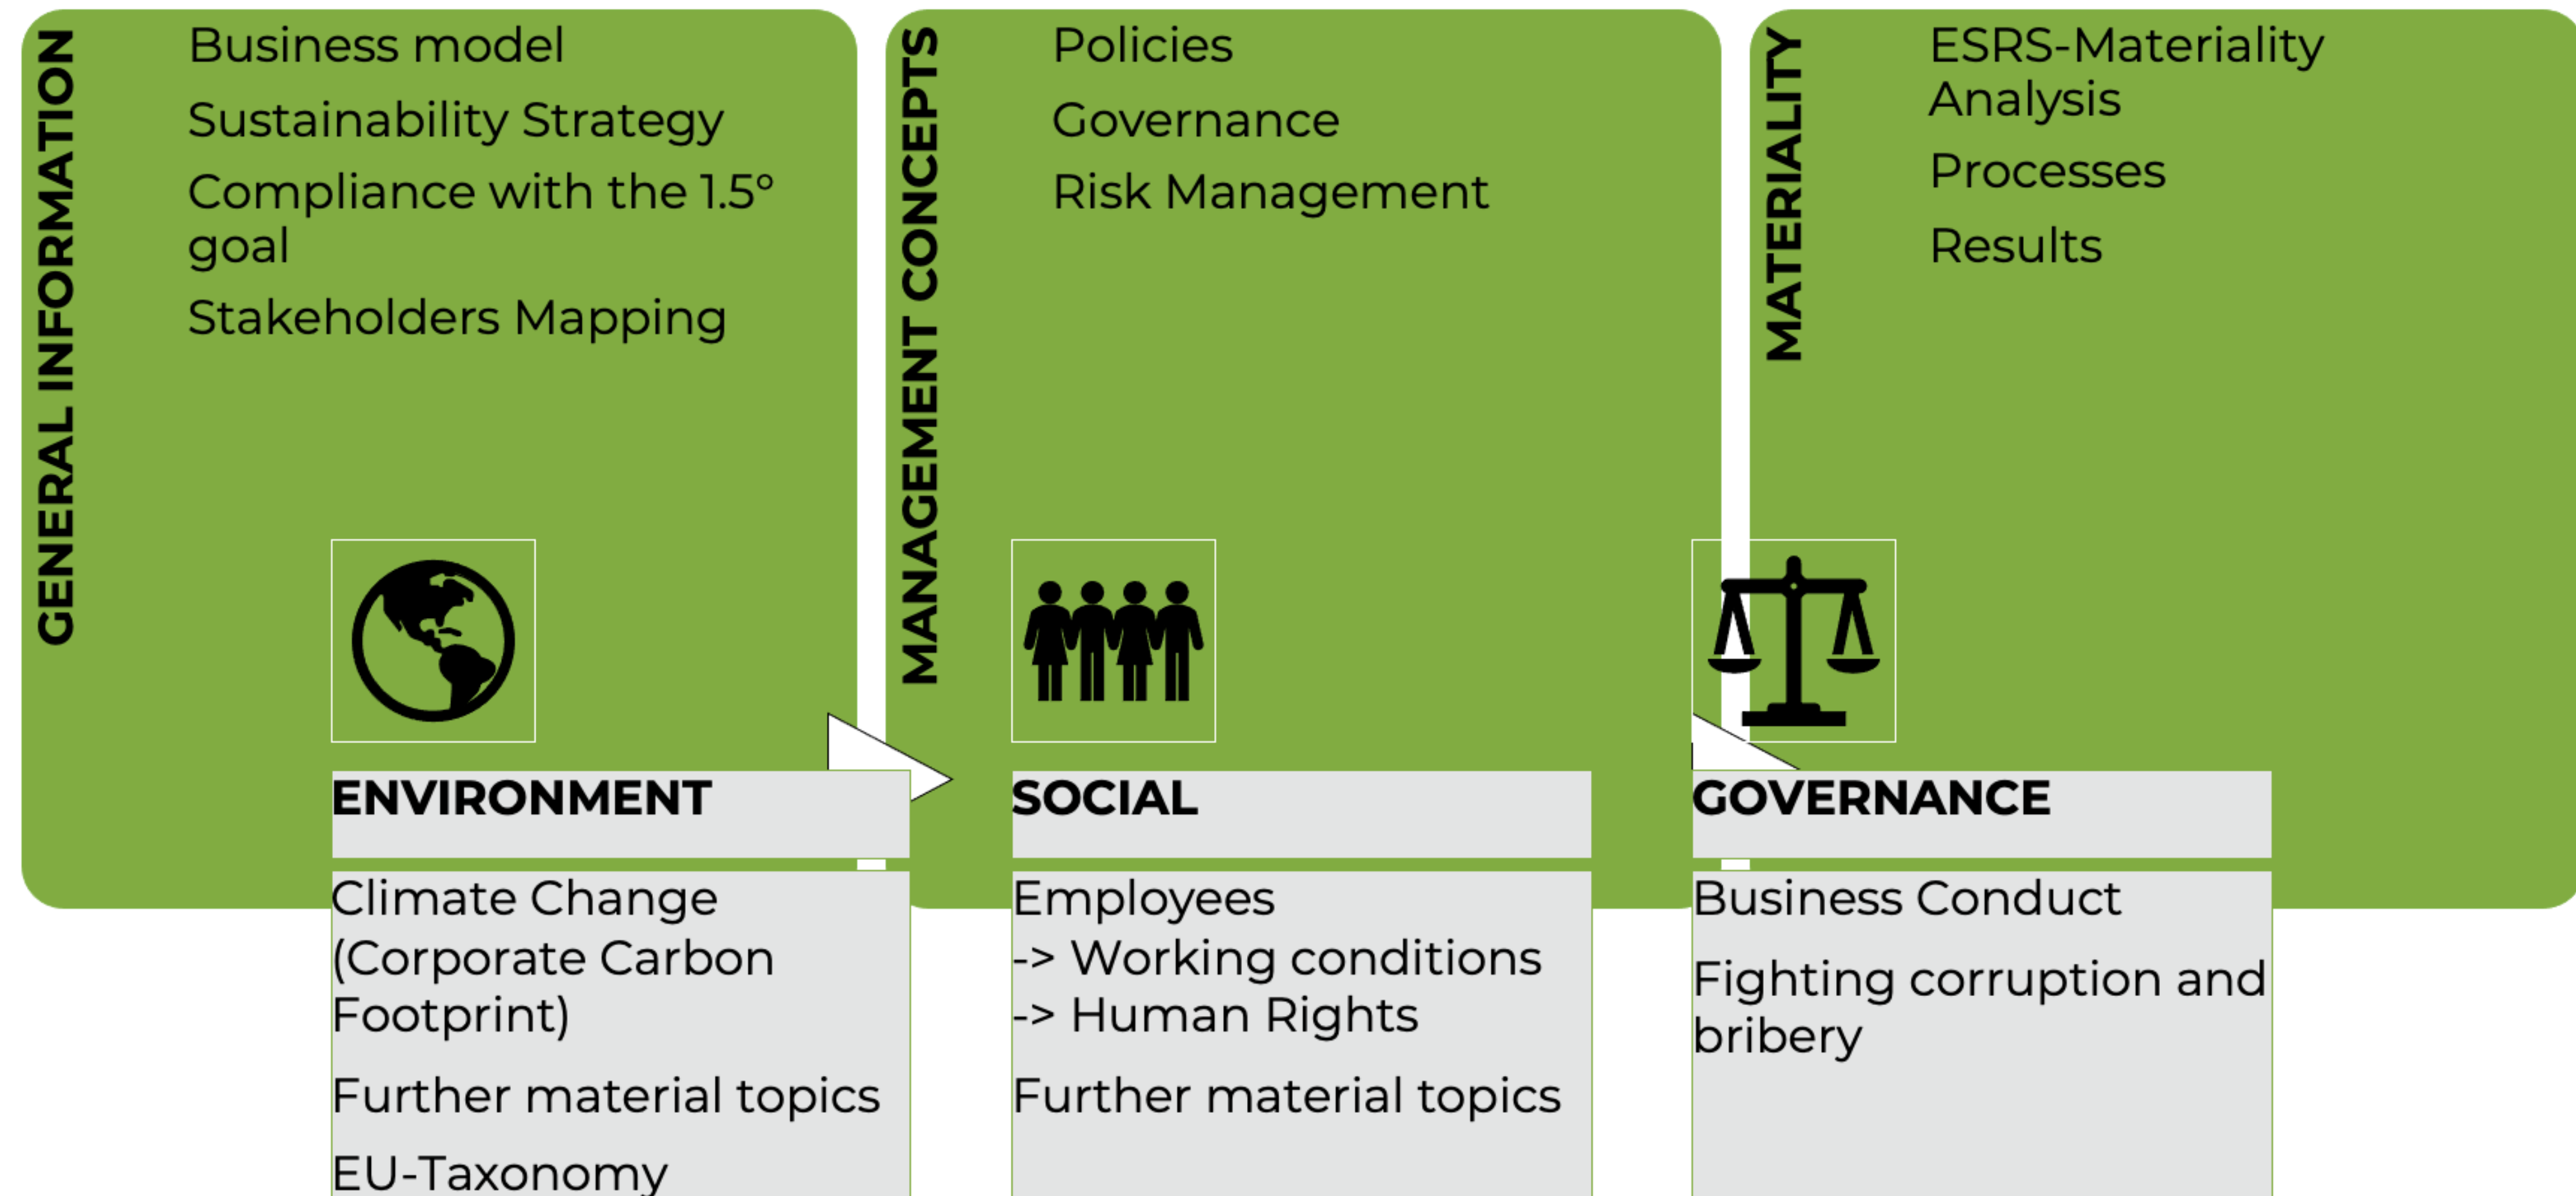 GENERAL INFORMATION
Business model
Sustainability Strategy
Compliance with the 1.5°
goal
Stakeholders Mapping
MANAGEMENT CONCEPTS
Policies
Governance
Risk Management
MATERIALITY
ESRS-Materiality
Analysis
Processes
Results
ENVIRONMENT
Climate Change
(Corporate Carbon
Footprint)
Further material topics
EU-Taxonomy
SOCIAL
Employees
-> Working conditions
-> Human Rights
Further material topics
GOVERNANCE
Business Conduct
Fighting corruption and
bribery